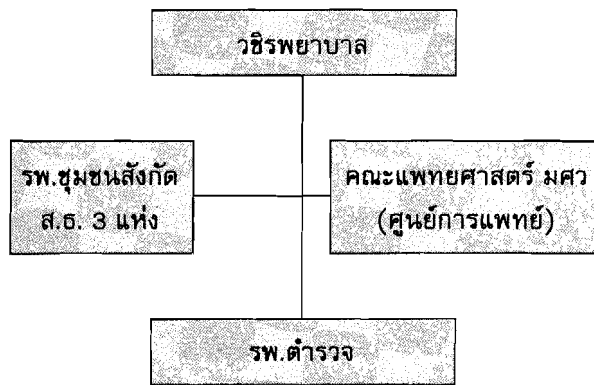 วชิรพยาบาล
รพ.ชุมชนสังกัด
ส.ธ. 3 แห่ง
คณะแพทยศาสตร์ มศว
(ศูนย์การแพทย์)
รพ.ตำรวจ